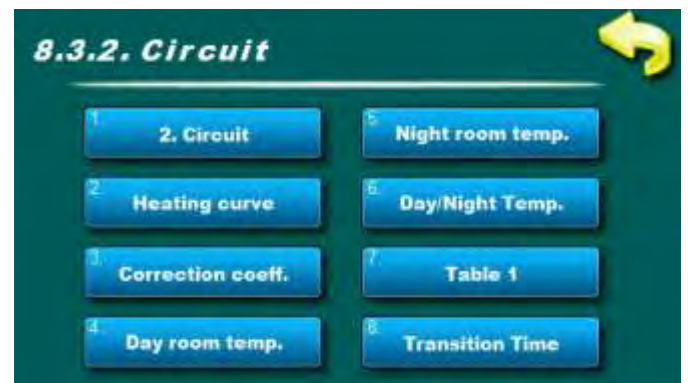 8.3.2. Circuit
1.
2. Circuit
2.
Heating curve
3.
Correction coeff.
4.
Day room temp.
5.
Night room temp.
6.
Day/Night Temp.
7.
Table 1
8.
Transition Time